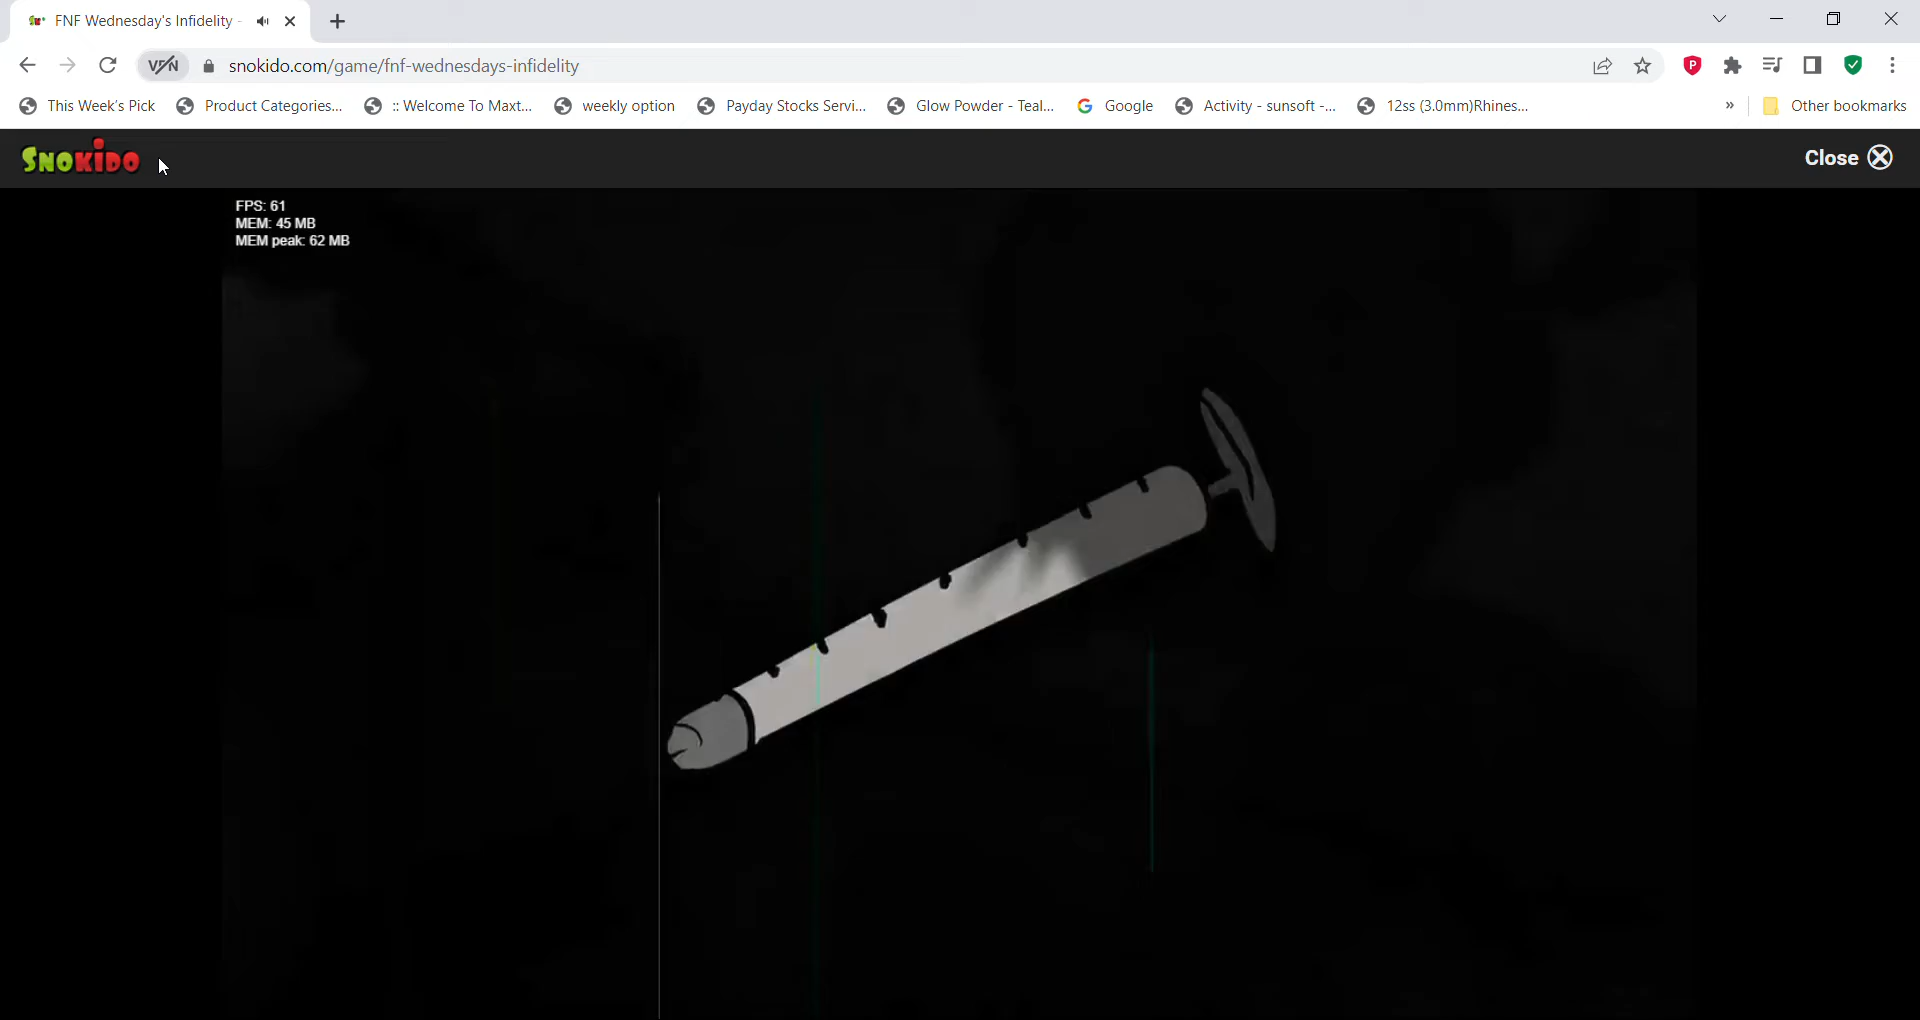 FNF Wednesday's Infidelity -
VPN
snokido.com/game/fnf-wednesdays-infidelity
P
This Week's Pick
Product Categories...
:: Welcome To Maxt...
weekly option
Payday Stocks Servi...
Glow Powder - Teal...
Google
Activity - sunsoft -...
12ss (3.0mm)Rhines...
»
Other bookmarks
SNOKIDO
Close
FPS: 61
MEM: 45 MB
MEM peak: 62 MB